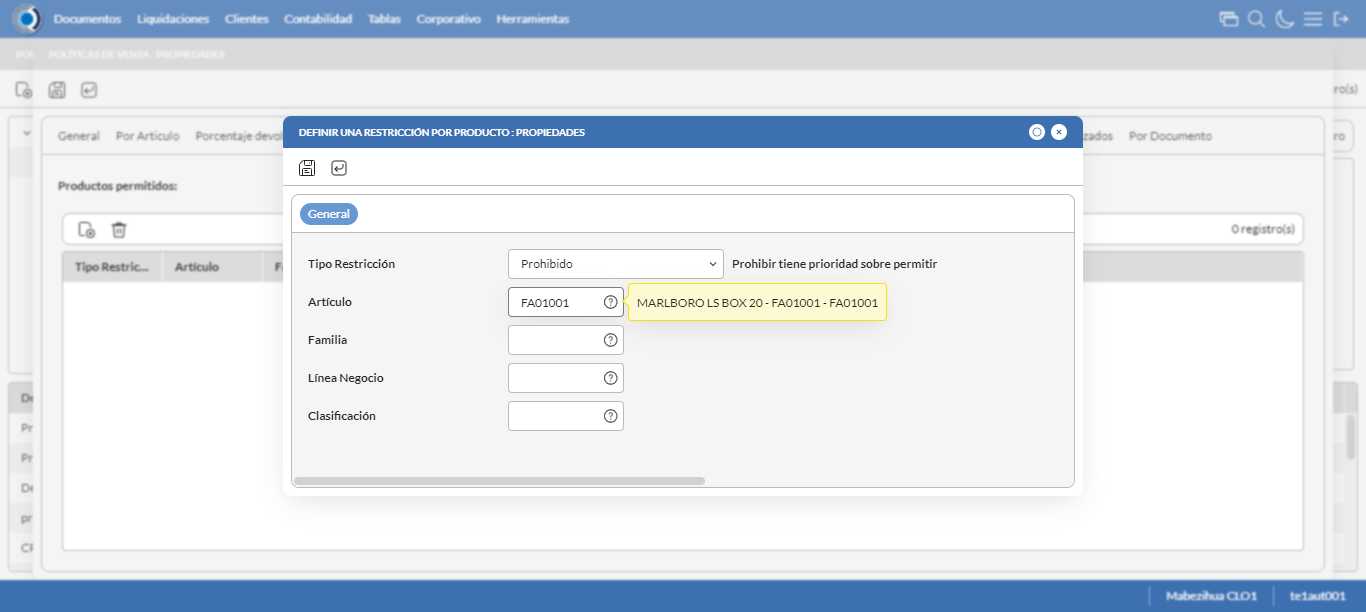 Documentos Liquidaciones Clientes Contabilidad Tablas Corporativo Herramientas
POLÍTICAS DE VENTA : PROPIEDADES
ro(s)
General Por Artículo Porcentaje devol
zados Por Documento
ro
DEFINIR UNA RESTRICCIÓN POR PRODUCTO : PROPIEDADES
Productos permitidos:
General
0 registro(s)
Tipo Restric... Artículo F
Tipo Restricción Prohibido Prohibir tiene prioridad sobre permitir
Artículo FA01001 MARLBORO LS BOX 20 - FA01001 - FA01001
Familia
Línea Negocio
Clasificación
De
Pr
Pr
De
pr
CF
Mabezihua CLO1 te1aut001